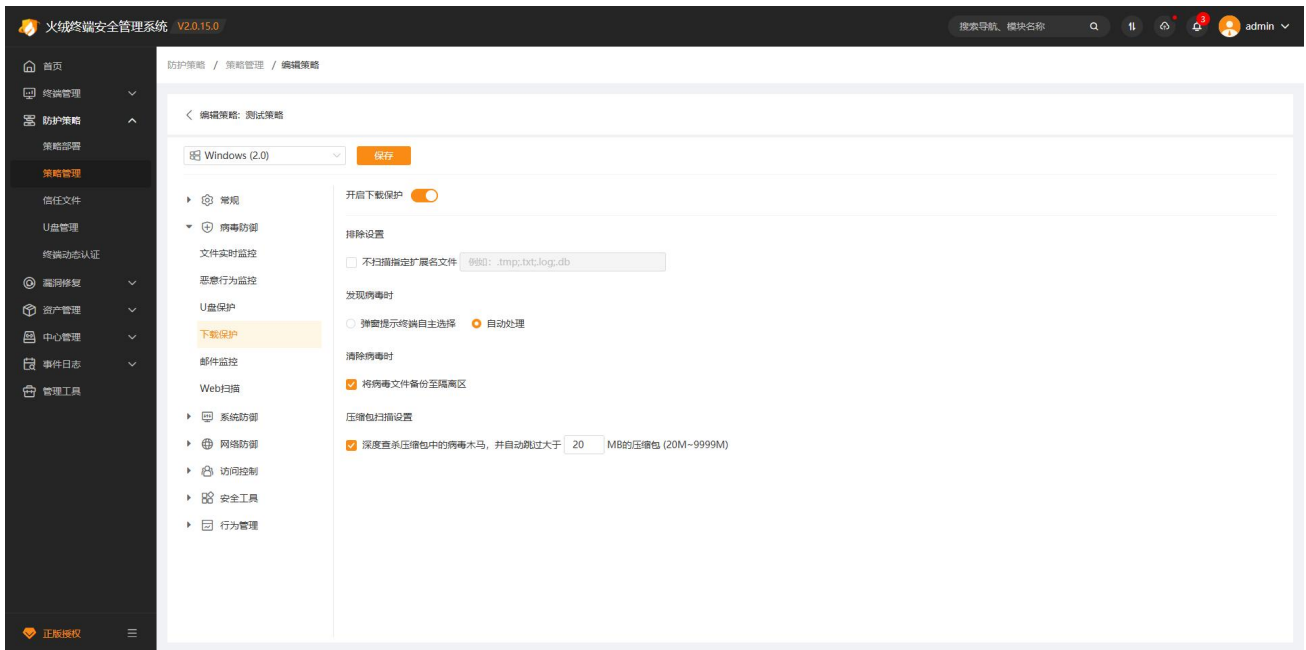 火绒终端安全管理系统 V2.0.15.0
搜索导航、模块名称
3
admin
首页
终端管理
防护策略
策略部署
策略管理
信任文件
U盘管理
终端动态认证
漏洞修复
资产管理
中心管理
事件日志
管理工具
正版授权
防护策略 / 策略管理 / 编辑策略
编辑策略: 测试策略
Windows (2.0)
保存
常规
病毒防御
文件实时监控
恶意行为监控
U盘保护
下载保护
邮件监控
Web扫描
系统防御
网络防御
访问控制
安全工具
行为管理
开启下载保护
排除设置
不扫描指定扩展名文件 例如: .tmp;.txt;.log;.db
发现病毒时
弹窗提示终端自主选择 自动处理
清除病毒时
将病毒文件备份至隔离区
压缩包扫描设置
深度查杀压缩包中的病毒木马, 并自动跳过大于 20 MB的压缩包 (20M~9999M)